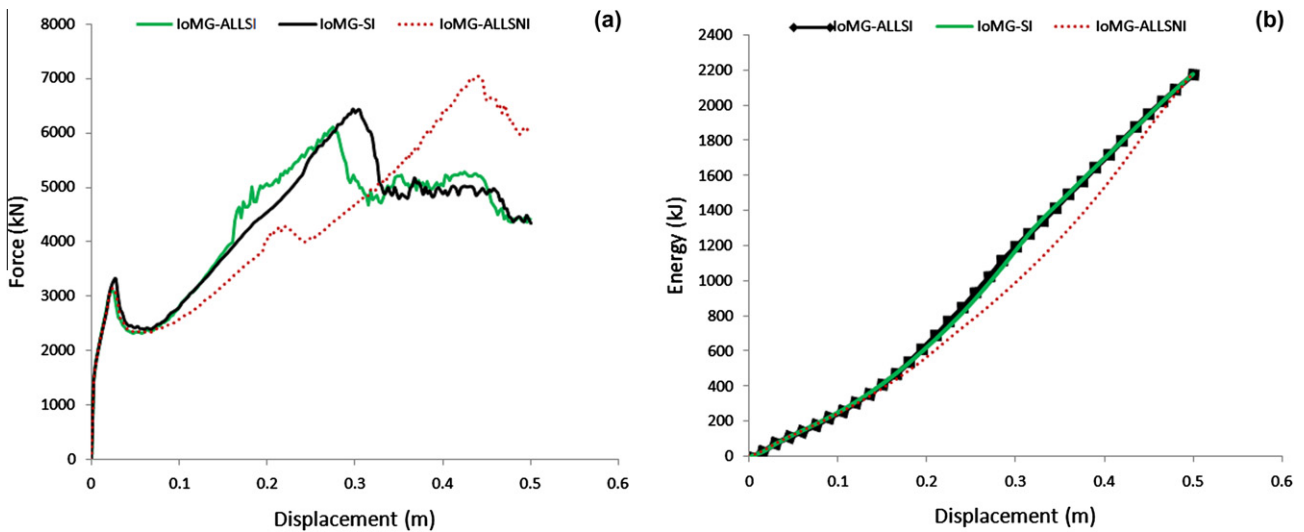 IoMG-ALLSI IoMG-SI IoMG-ALLSNI (a)
8000
7000
6000
5000
4000
3000
2000
1000
0
Force (kN)
0 0.1 0.2 0.3 0.4 0.5 0.6
Displacement (m)
IoMG-ALLSI IoMG-SI IoMG-ALLSNI (b)
2400
2200
2000
1800
1600
1400
1200
1000
800
600
400
200
0
Energy (kJ)
0 0.1 0.2 0.3 0.4 0.5 0.6
Displacement (m)